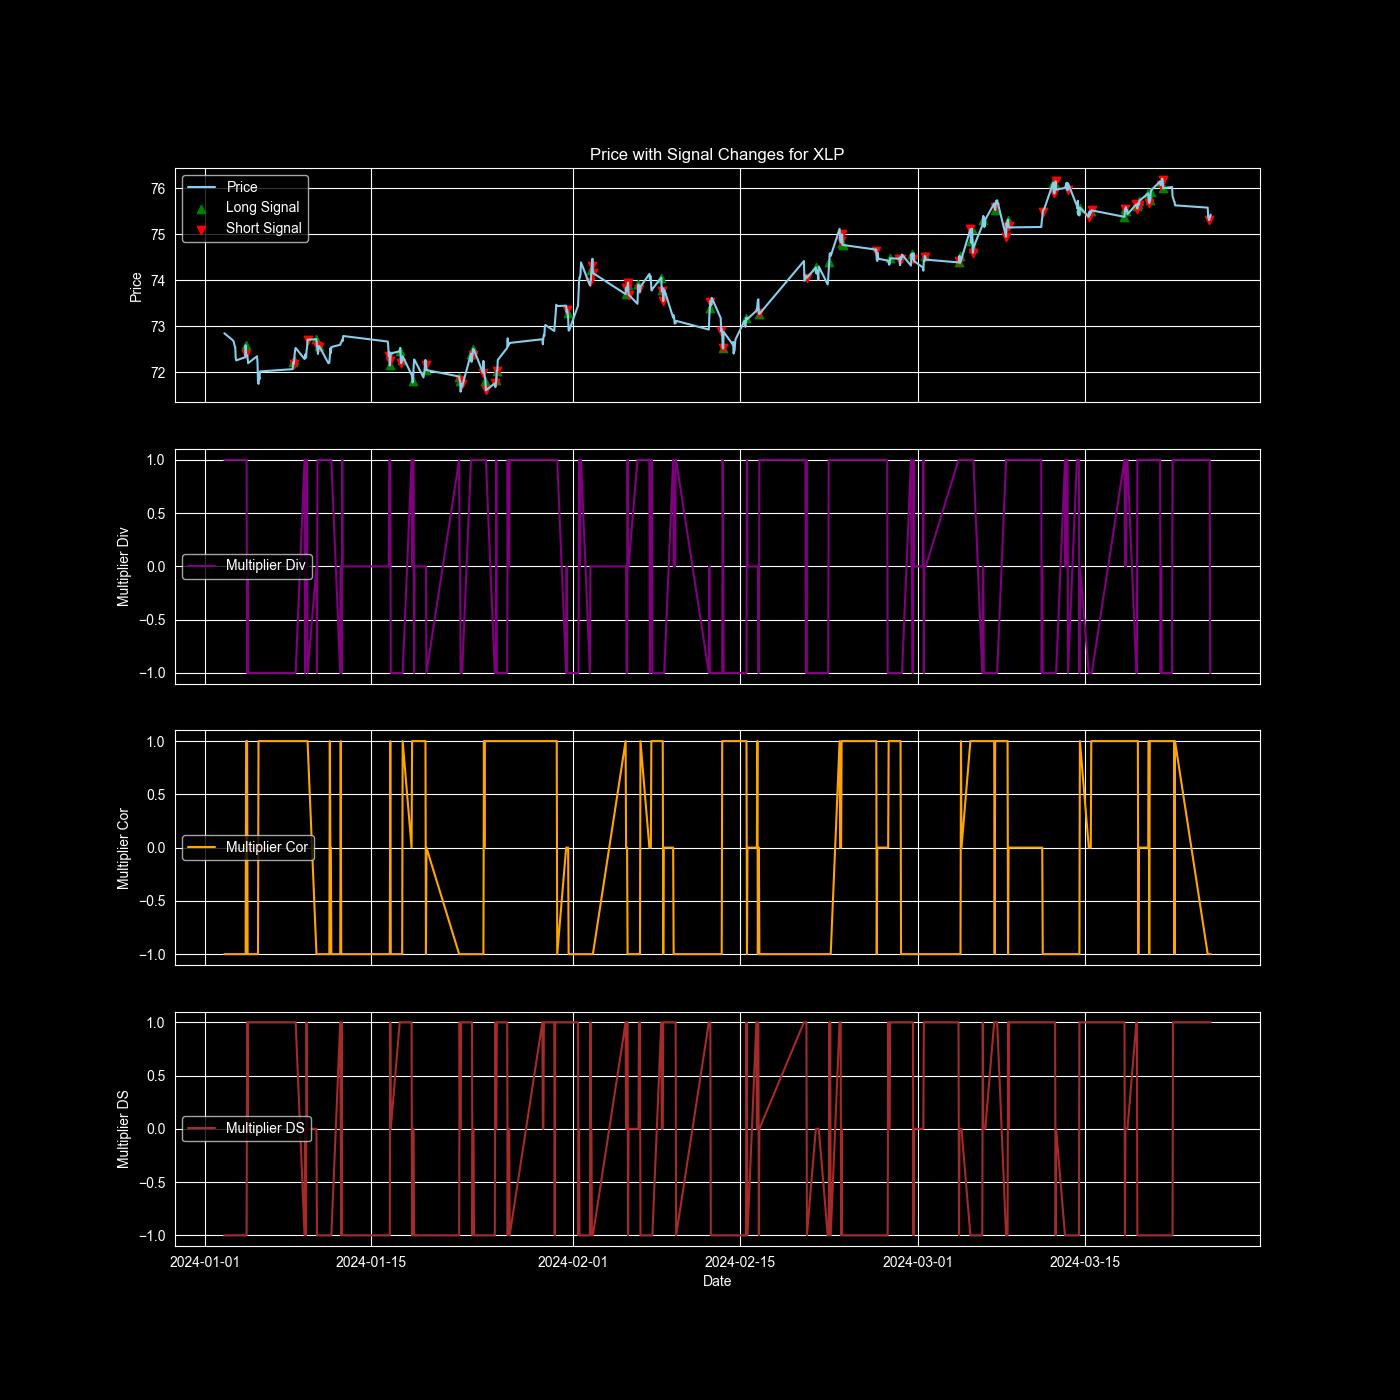 Price with Signal Changes for XLP
Price
76
75
74
73
72
Price
Long Signal
Short Signal
Multiplier Div
1.0
0.5
0.0
−0.5
−1.0
Multiplier Div
Multiplier Cor
1.0
0.5
0.0
−0.5
−1.0
Multiplier Cor
Multiplier DS
1.0
0.5
0.0
−0.5
−1.0
Multiplier DS
2024-01-01 2024-01-15 2024-02-01 2024-02-15 2024-03-01 2024-03-15
Date